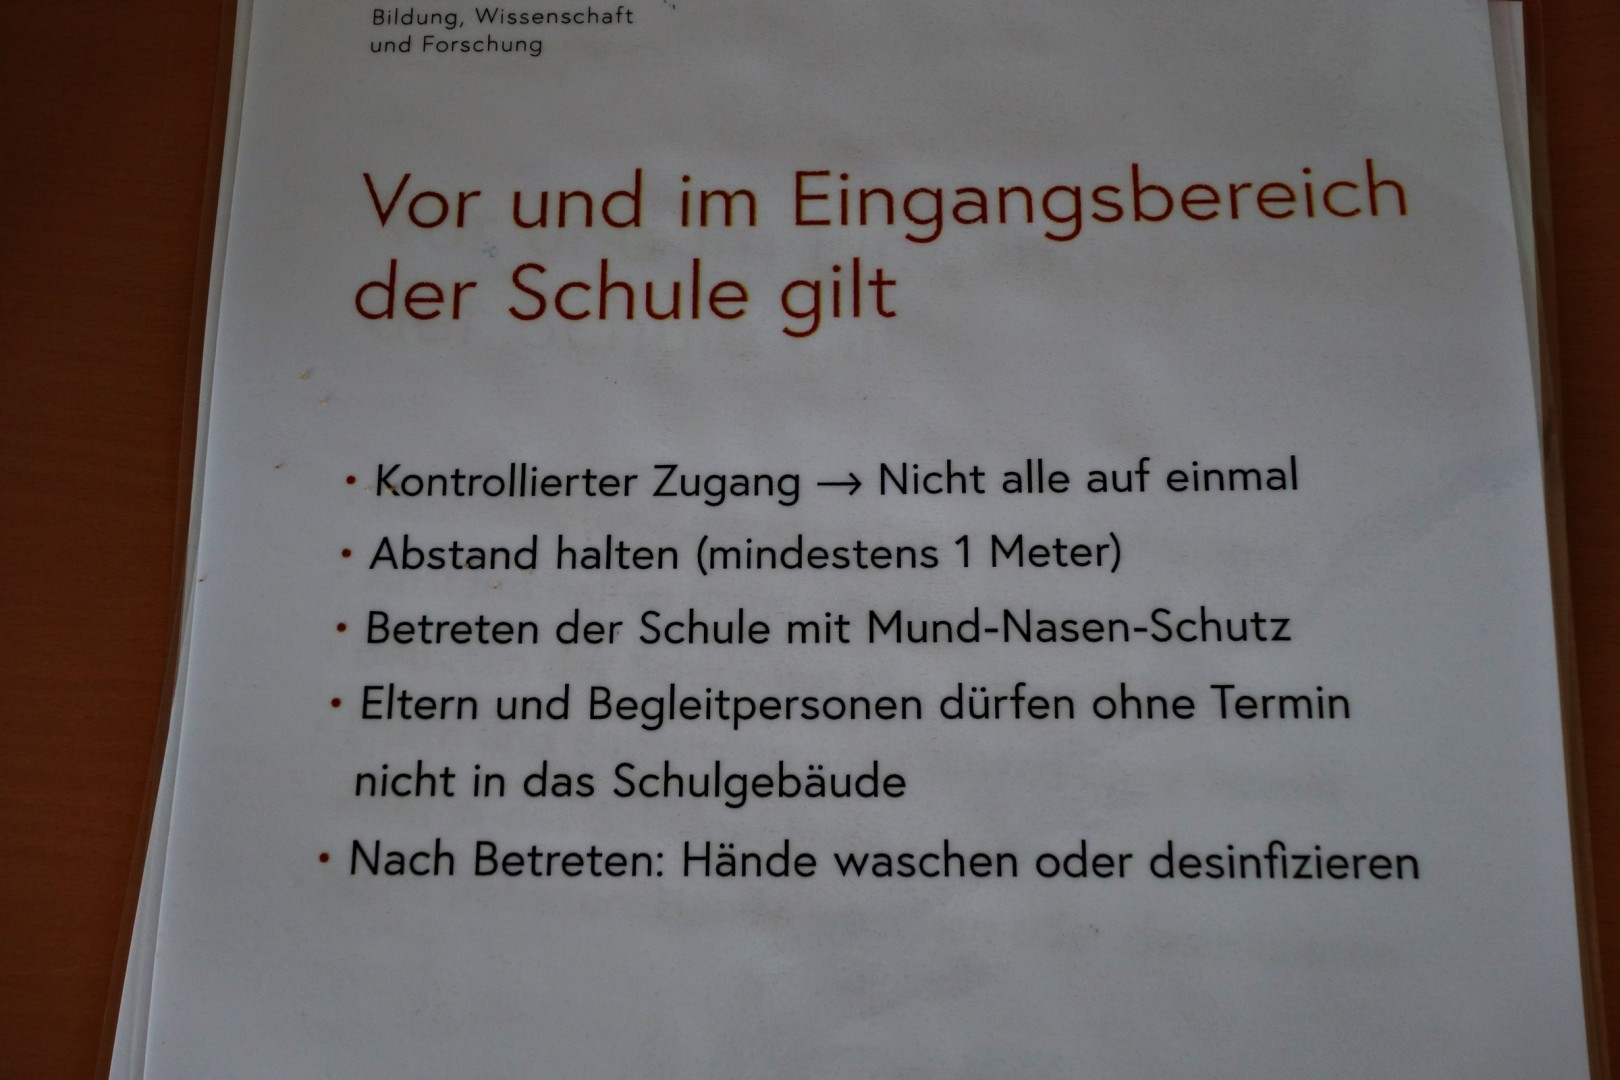 Bildung, Wissenschaft
und Forschung
Vor und im Eingangsbereich
der Schule gilt
• Kontrollierter Zugang → Nicht alle auf einmal
• Abstand halten (mindestens 1 Meter)
• Betreten der Schule mit Mund-Nasen-Schutz
• Eltern und Begleitpersonen dürfen ohne Termin
nicht in das Schulgebäude
• Nach Betreten: Hände waschen oder desinfizieren